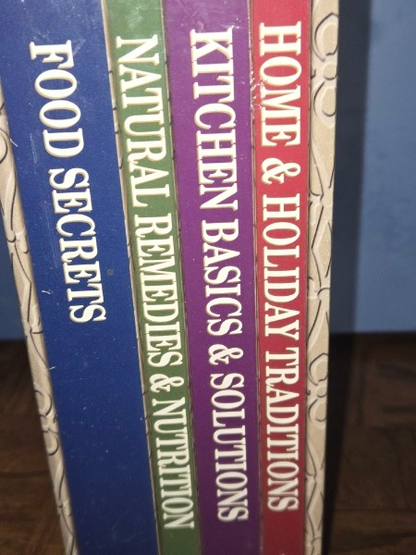 FOOD SECRETS
NATURAL REMEDIES & NUTRITION
KITCHEN BASICS & SOLUTIONS
HOME & HOLIDAY TRADITIONS